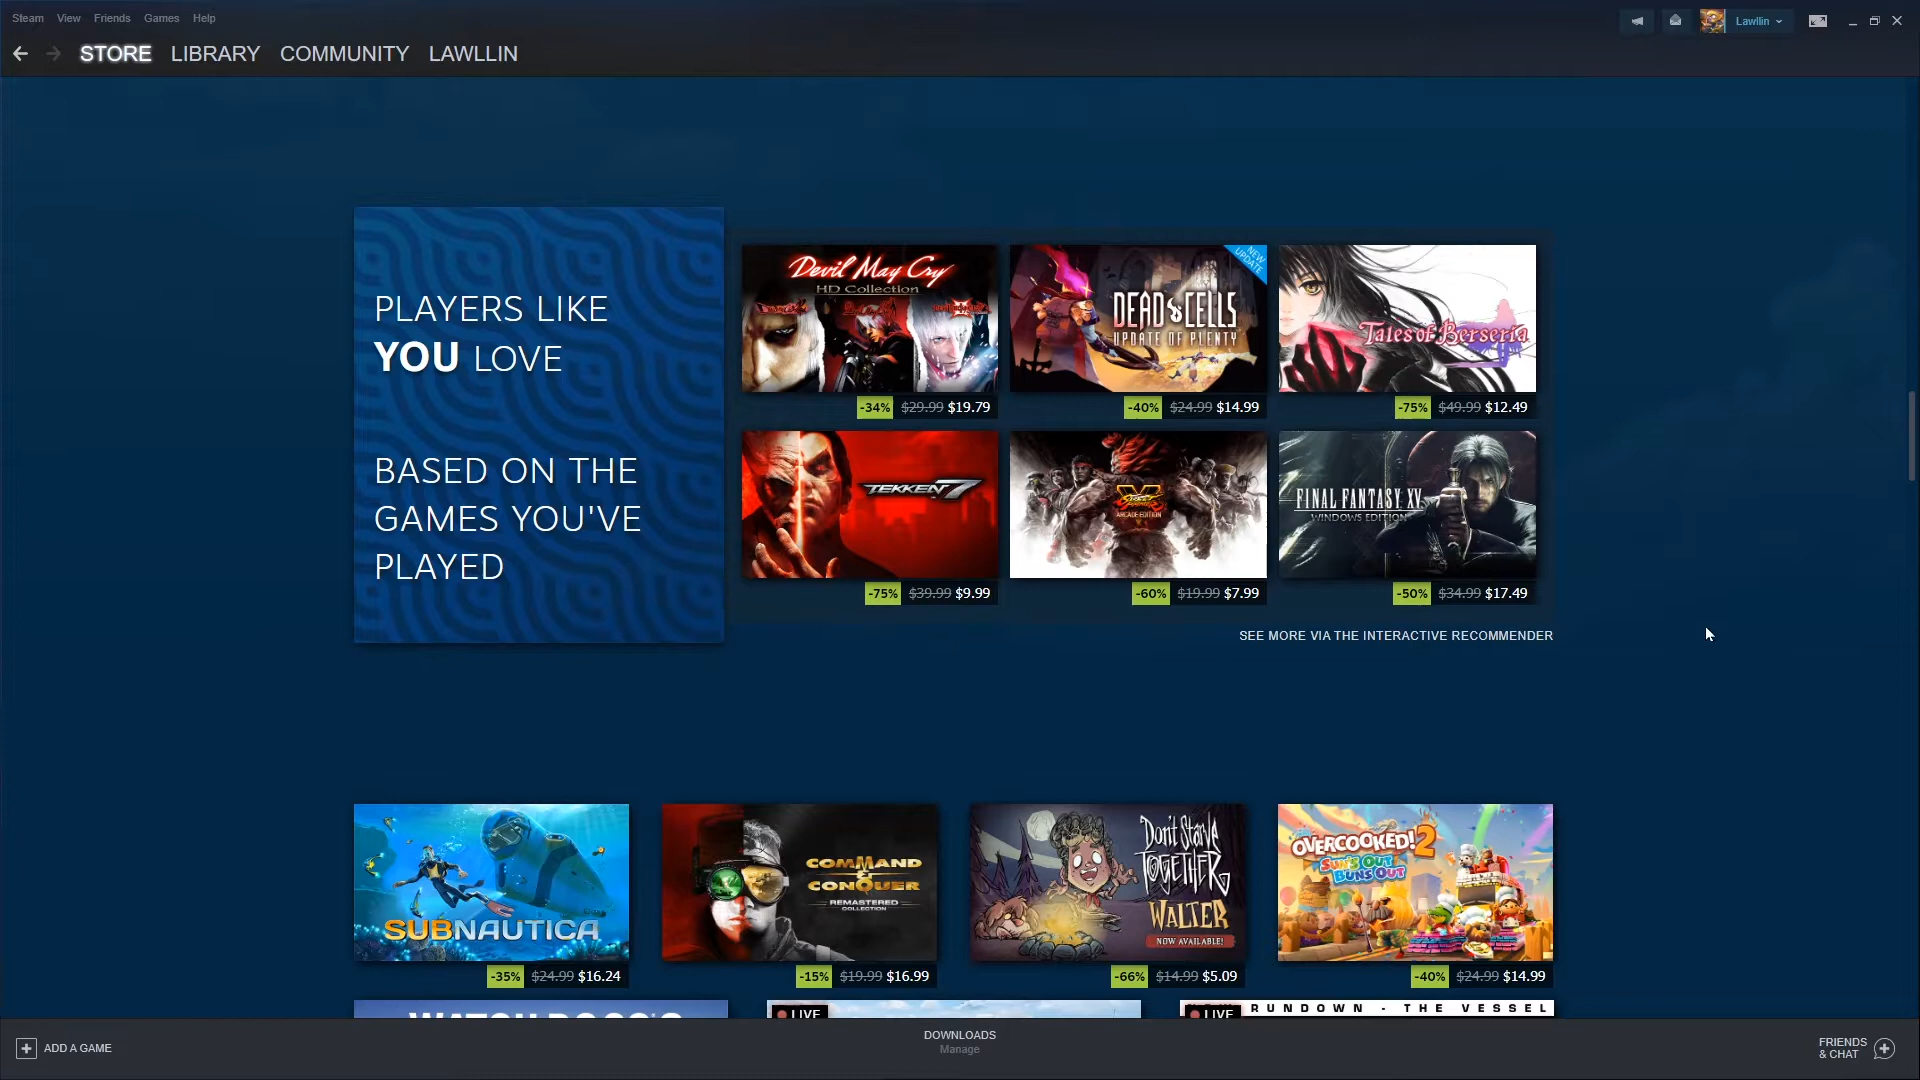 Steam View Friends Games Help
Lawllin
STORE LIBRARY COMMUNITY LAWLLIN
PLAYERS LIKE
YOU LOVE
BASED ON THE
GAMES YOU'VE
PLAYED
Devil May Cry
HD Collection
NEW
UPDATE
DEAD CELLS
UPDATE OF PLENTY
Tales of Berseria
-34% $29.99 $19.79
-40% $24.99 $14.99
-75% $49.99 $12.49
TEKKEN 7
STREET FIGHTER V
ARCADE EDITION
FINAL FANTASY XV
WINDOWS EDITION
-75% $39.99 $9.99
-60% $19.99 $7.99
-50% $34.99 $17.49
SEE MORE VIA THE INTERACTIVE RECOMMENDER
SUBNAUTICA
COMMAND
&
CONQUER
REMASTERED
COLLECTION
Don't Starve
TOGETHER
WALTER
NOW AVAILABLE!
OVERCOOKED! 2
SUN'S OUT
BUNS OUT
-35% $24.99 $16.24
-15% $19.99 $16.99
-66% $14.99 $5.09
-40% $24.99 $14.99
LIVE
LIVE
RUNDOWN - THE VESSEL
ADD A GAME
DOWNLOADS
Manage
FRIENDS
& CHAT